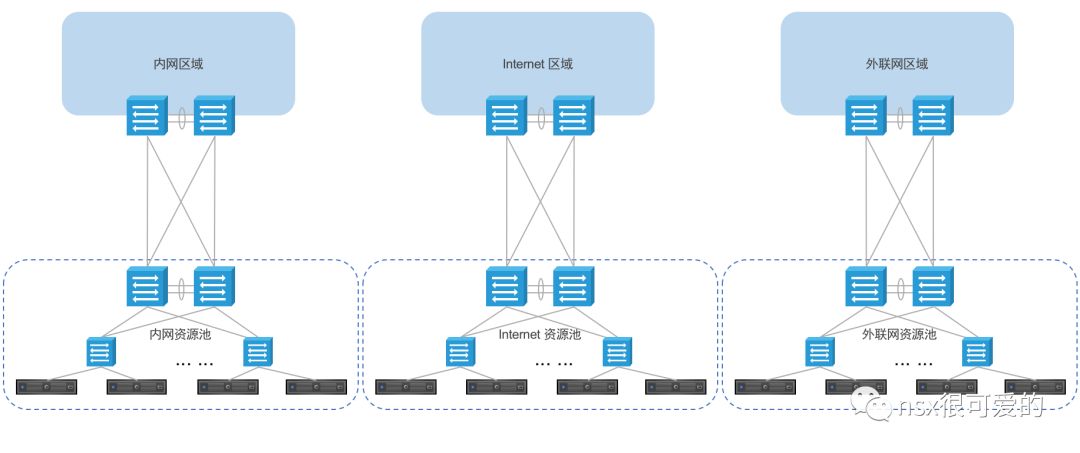 内网区域
Internet 区域
外联网区域
内网资源池
Internet 资源池
外联网资源池
... ...
... ...
... ...
nsx很可爱的